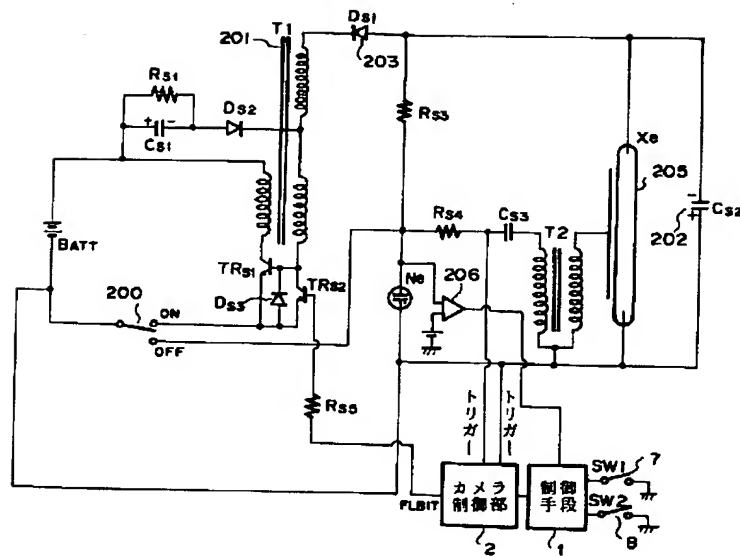 T1
201
DS1
203
RS1
DS2
CS1
+ -
RS3
Xe
205
RS4
CS3
T2
-
+
202
CS2
BATT
TRS1
TRS2
DS3
Ne
206
200
ON
OFF
RS5
トリガー
トリガー
FLBIT
カメラ制御部
制御手段
SW1
7
SW2
8
2
1